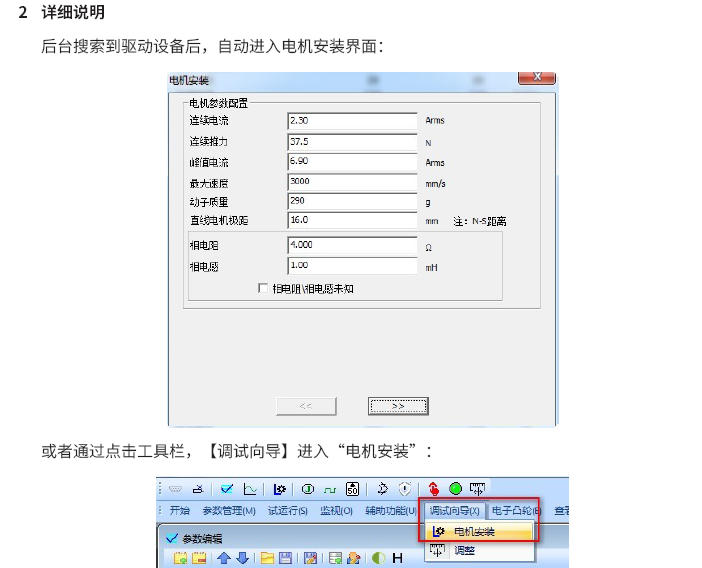 2 详细说明
后台搜索到驱动设备后，自动进入电机安装界面：
电机安装
X
电机参数配置
连续电流 2.30 Arms
连续推力 37.5 N
峰值电流 6.90 Arms
最大速度 3000 mm/s
动子质量 290 g
直线电机极距 16.0 mm 注：N-S距离
相电阻 4.000 Ω
相电感 1.00 mH
相电阻\相电感未知
<< >>
或者通过点击工具栏，【调试向导】进入“电机安装”：
50
开始 参数管理(M) 试运行(S) 监视(O) 辅助功能(U) 调试向导(X) 电子凸轮(E
电机安装
参数编辑
调整
H